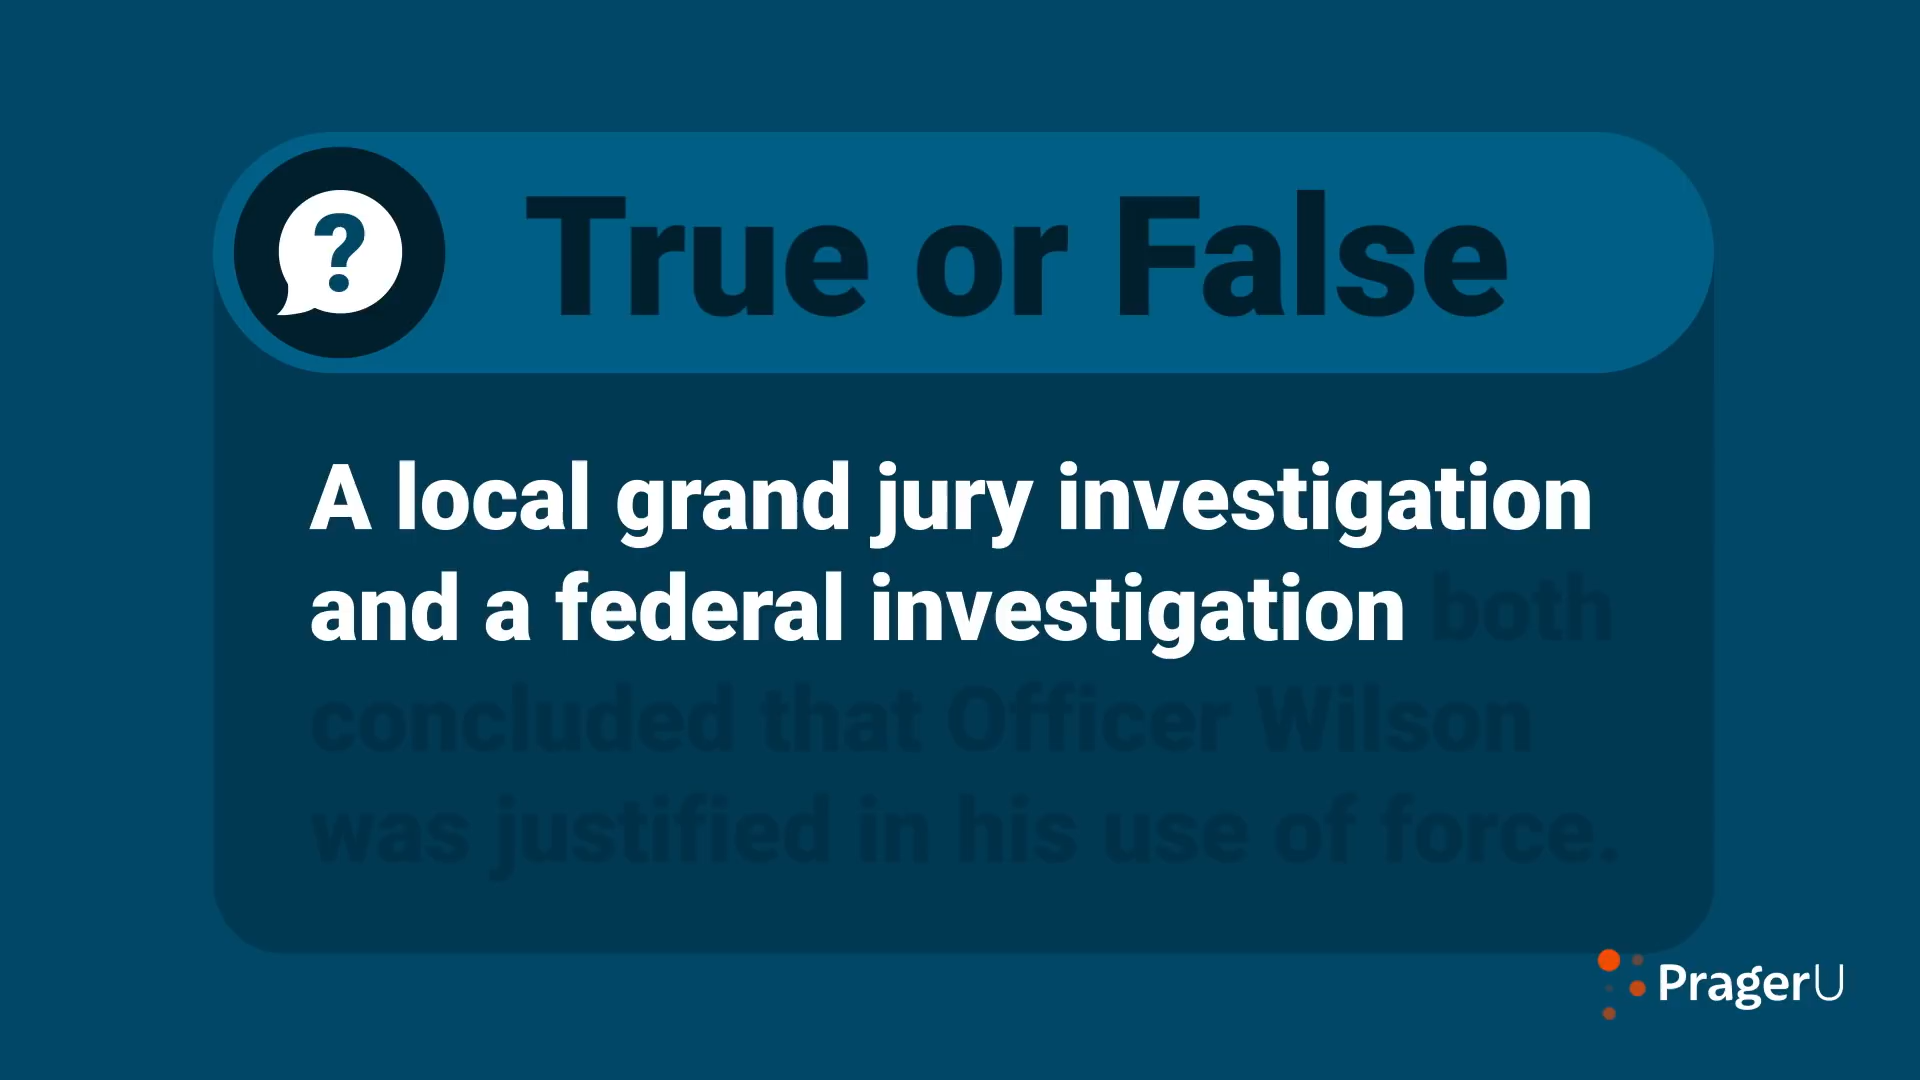 ?
True or False
A local grand jury investigation
and a federal investigation both
concluded that Officer Wilson
was justified in his use of force.
PragerU